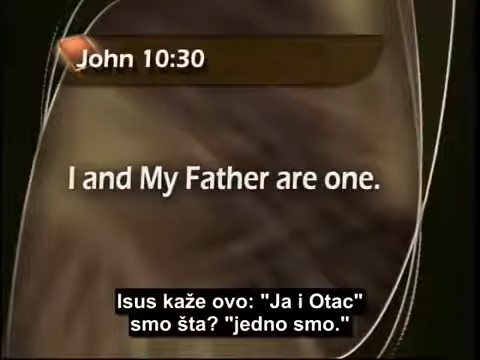 John 10:30
I and My Father are one.
Isus kaže ovo: "Ja i Otac"
smo šta? "jedno smo."